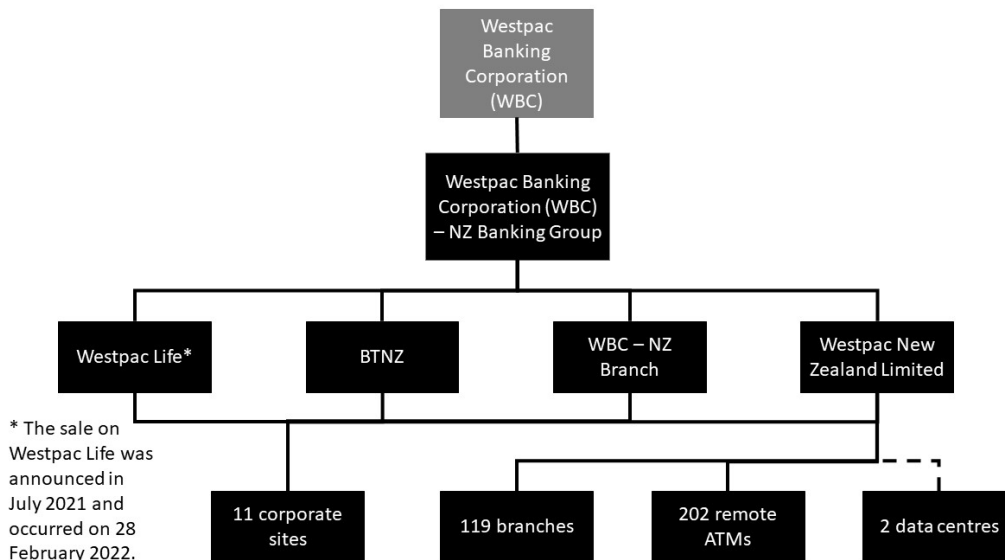 Westpac
Banking
Corporation
(WBC)
Westpac Banking
Corporation (WBC)
– NZ Banking Group
Westpac Life*
BTNZ
WBC – NZ
Branch
Westpac New
Zealand Limited
* The sale on
Westpac Life was
announced in
July 2021 and
occurred on 28
February 2022.
11 corporate
sites
119 branches
202 remote
ATMs
2 data centres